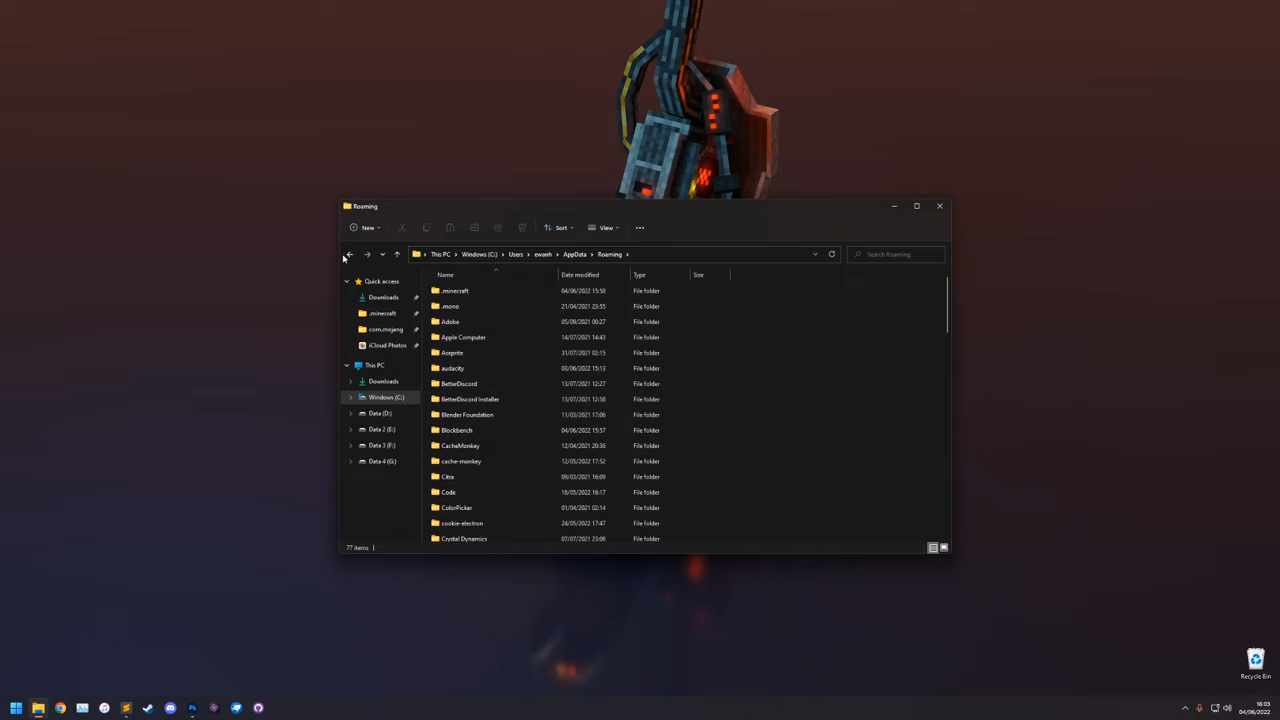 Roaming
New
Sort
View
This PC
Windows (C:)
Users
ewanh
AppData
Roaming
Search Roaming
Quick access
Downloads
.minecraft
com.mojang
iCloud Photos
This PC
Downloads
Windows (C:)
Data (D:)
Data 2 (E:)
Data 3 (F:)
Data 4 (G:)
Name Date modified Type Size
.minecraft 04/06/2022 15:58 File folder
.mono 21/04/2021 23:55 File folder
Adobe 05/09/2021 00:27 File folder
Apple Computer 14/07/2021 14:43 File folder
Aseprite 31/07/2021 02:15 File folder
audacity 03/06/2022 15:13 File folder
BetterDiscord 13/07/2021 12:27 File folder
BetterDiscord Installer 13/07/2021 12:58 File folder
Blender Foundation 11/03/2021 17:06 File folder
Blockbench 04/06/2022 15:57 File folder
CacheMonkey 12/04/2021 20:36 File folder
cache-monkey 12/05/2022 17:52 File folder
Citra 09/03/2021 16:09 File folder
Code 16/05/2022 16:17 File folder
ColorPicker 01/04/2021 02:14 File folder
cookie-electron 24/05/2022 17:47 File folder
Crystal Dynamics 07/07/2021 23:06 File folder
77 items
Recycle Bin
16:03
04/06/2022